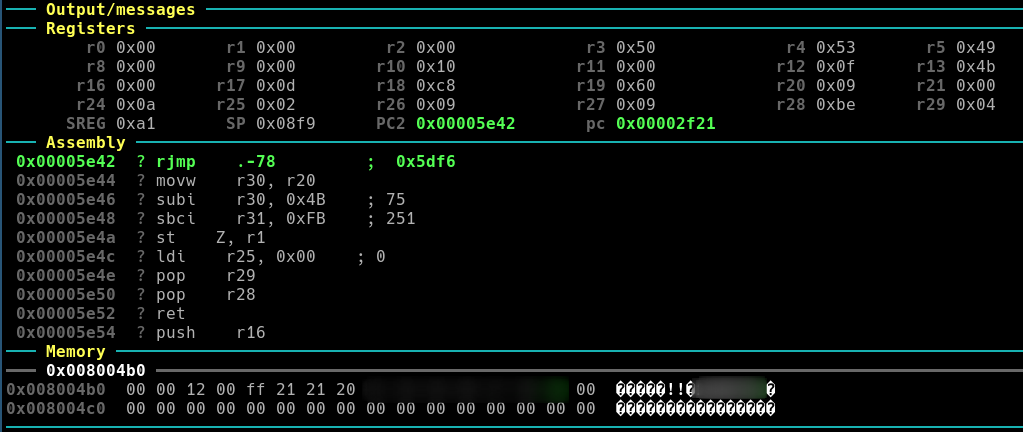 Output/messages
Registers
r0 0x00 r1 0x00 r2 0x00 r3 0x50 r4 0x53 r5 0x49
r8 0x00 r9 0x00 r10 0x10 r11 0x00 r12 0x0f r13 0x4b
r16 0x00 r17 0x0d r18 0xc8 r19 0x60 r20 0x09 r21 0x00
r24 0x0a r25 0x02 r26 0x09 r27 0x09 r28 0xbe r29 0x04
SREG 0xa1 SP 0x08f9 PC2 0x00005e42 pc 0x00002f21
Assembly
0x00005e42 ? rjmp .-78 ; 0x5df6
0x00005e44 ? movw r30, r20
0x00005e46 ? subi r30, 0x4B ; 75
0x00005e48 ? sbci r31, 0xFB ; 251
0x00005e4a ? st Z, r1
0x00005e4c ? ldi r25, 0x00 ; 0
0x00005e4e ? pop r29
0x00005e50 ? pop r28
0x00005e52 ? ret
0x00005e54 ? push r16
Memory
0x008004b0
0x008004b0 00 00 12 00 ff 21 21 20 00 �����!!� �
0x008004c0 00 00 00 00 00 00 00 00 00 00 00 00 00 00 00 00 ����������������